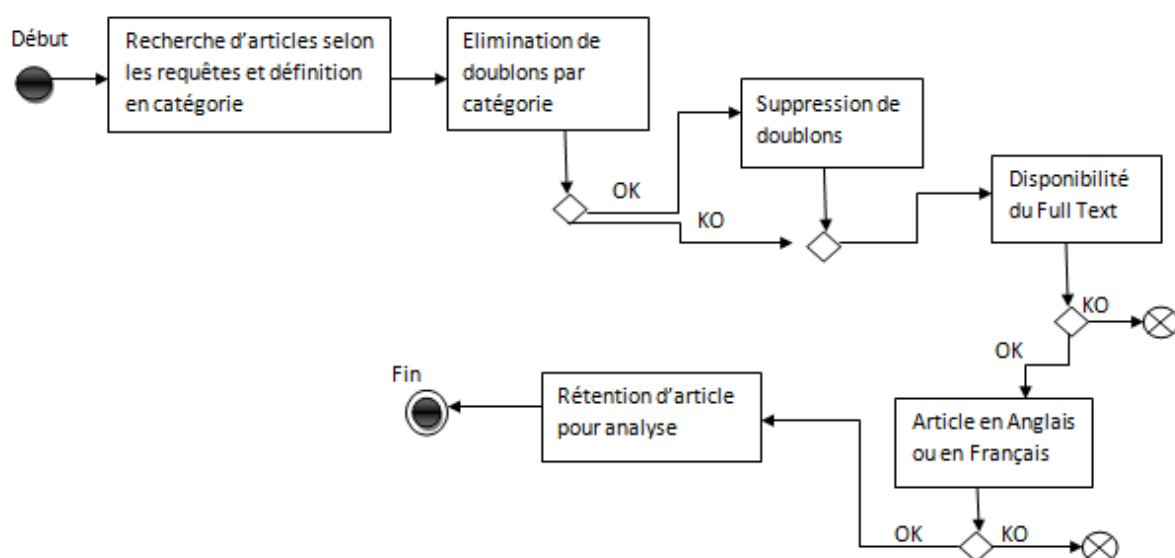 Début
Recherche d'articles selon
les requêtes et définition
en catégorie
Elimination de
doublons par
catégorie
Suppression de
doublons
OK
KO
Disponibilité
du Full Text
KO
OK
Article en Anglais
ou en Français
OK
KO
Rétention d'article
pour analyse
Fin